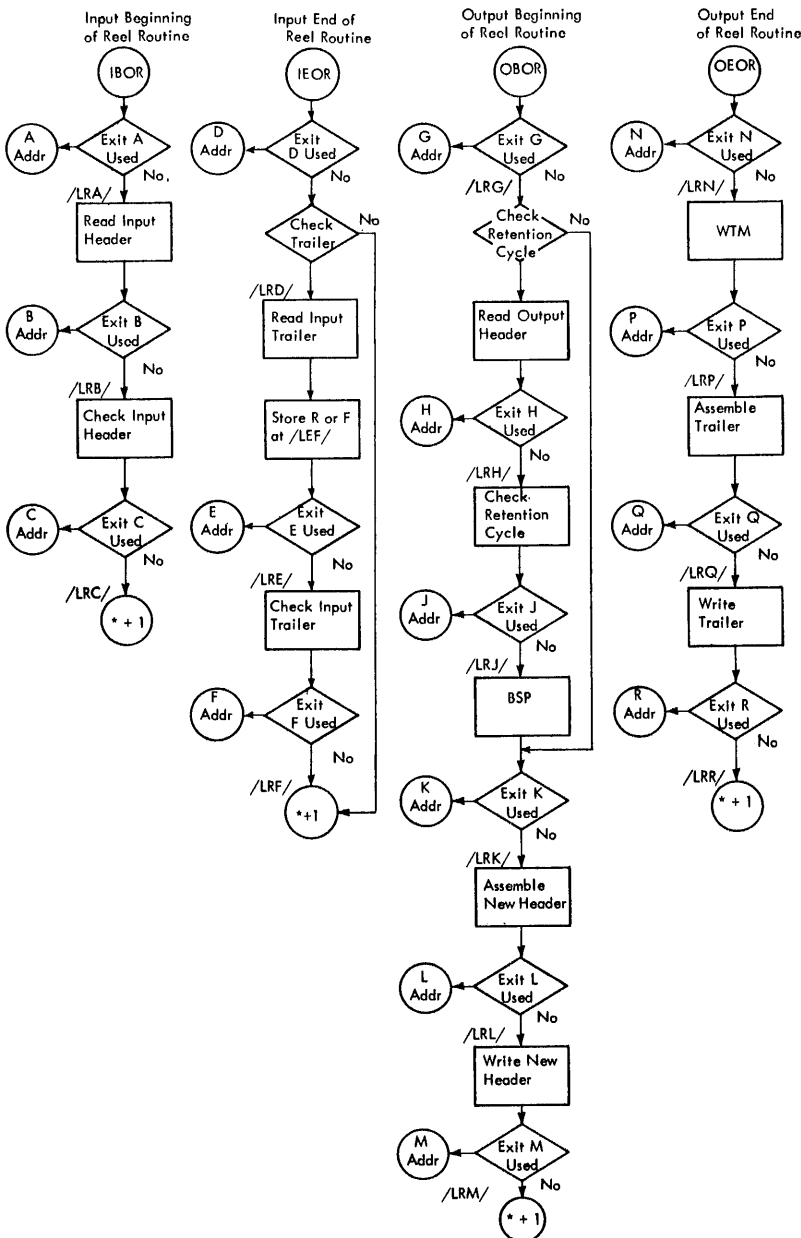 Input Beginning
of Reel Routine
IBOR
A
Addr
Exit A
Used
No.
/LRA/
Read Input
Header
B
Addr
Exit B
Used
No
/LRB/
Check Input
Header
C
Addr
Exit C
Used
No
/LRC/
* + 1
Input End of
Reel Routine
IEOR
D
Addr
Exit
D Used
No
Check
Trailer
No
/LRD/
Read Input
Trailer
Store R or F
at /LEF/
E
Addr
Exit
E Used
No
/LRE/
Check Input
Trailer
F
Addr
Exit
F Used
No
/LRF/
*+1
Output Beginning
of Reel Routine
OBOR
G
Addr
Exit G
Used
No
/LRG/
Check
Retention
Cycle
No
Read Output
Header
H
Addr
Exit H
Used
No
/LRH/
Check
Retention
Cycle
J
Addr
Exit J
Used
No
/LRJ/
BSP
K
Addr
Exit K
Used
No
/LRK/
Assemble
New Header
L
Addr
Exit L
Used
No
/LRL/
Write New
Header
M
Addr
Exit M
Used
No
/LRM/
* + 1
Output End
of Reel Routine
OEOR
N
Addr
Exit N
Used
No
/LRN/
WTM
P
Addr
Exit P
Used
No
/LRP/
Assemble
Trailer
Q
Addr
Exit Q
Used
No
/LRQ/
Write
Trailer
R
Addr
Exit R
Used
No
/LRR/
* + 1